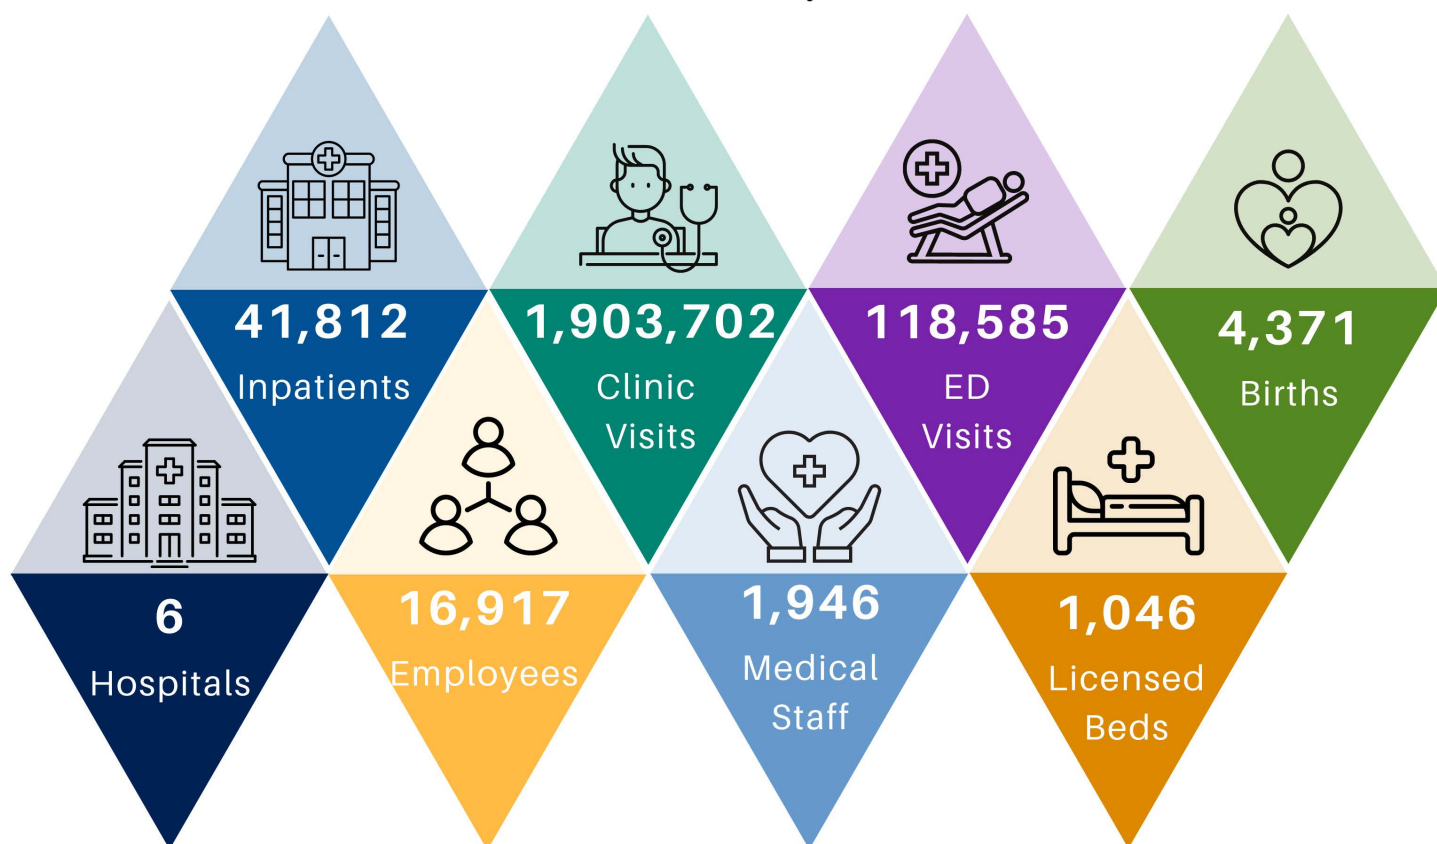 41,812
Inpatients
1,903,702
Clinic
Visits
118,585
ED
Visits
4,371
Births
6
Hospitals
16,917
Employees
1,946
Medical
Staff
1,046
Licensed
Beds